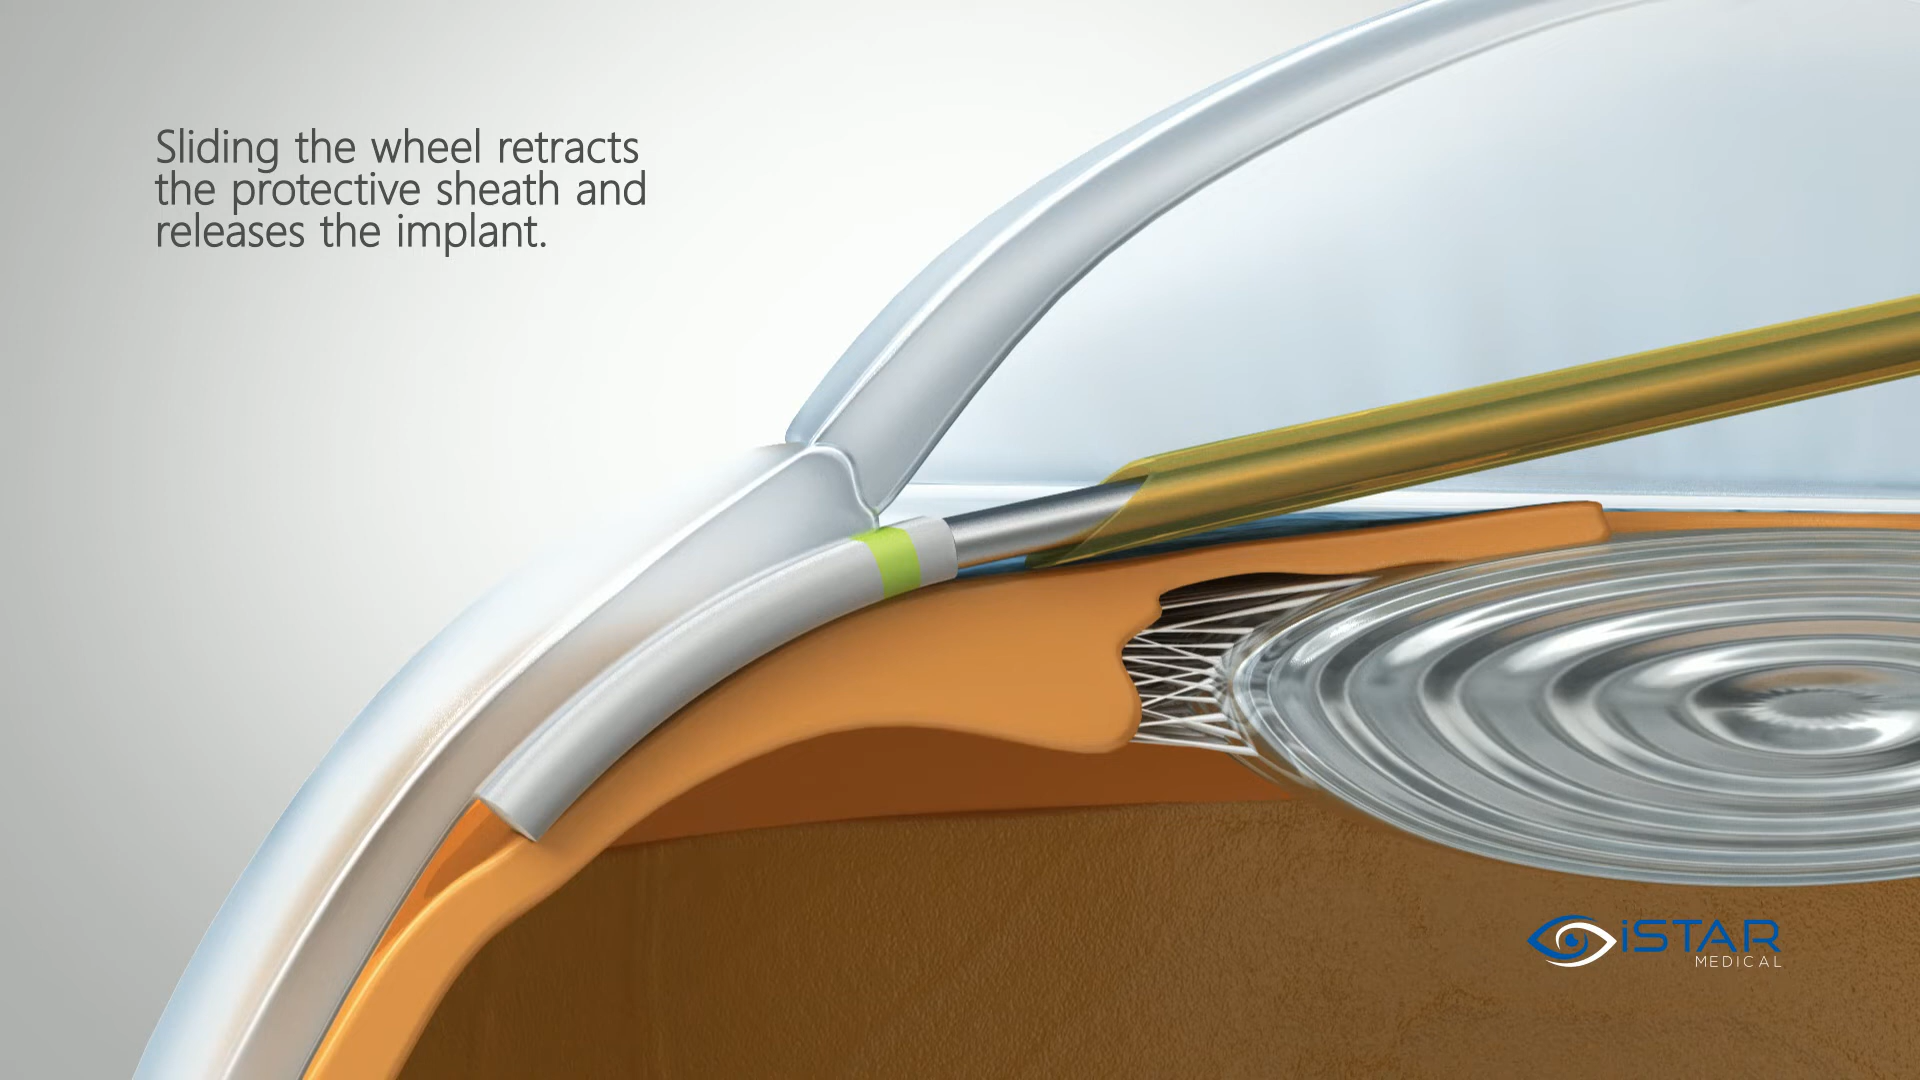 Sliding the wheel retracts
the protective sheath and
releases the implant.
iSTAR
MEDICAL